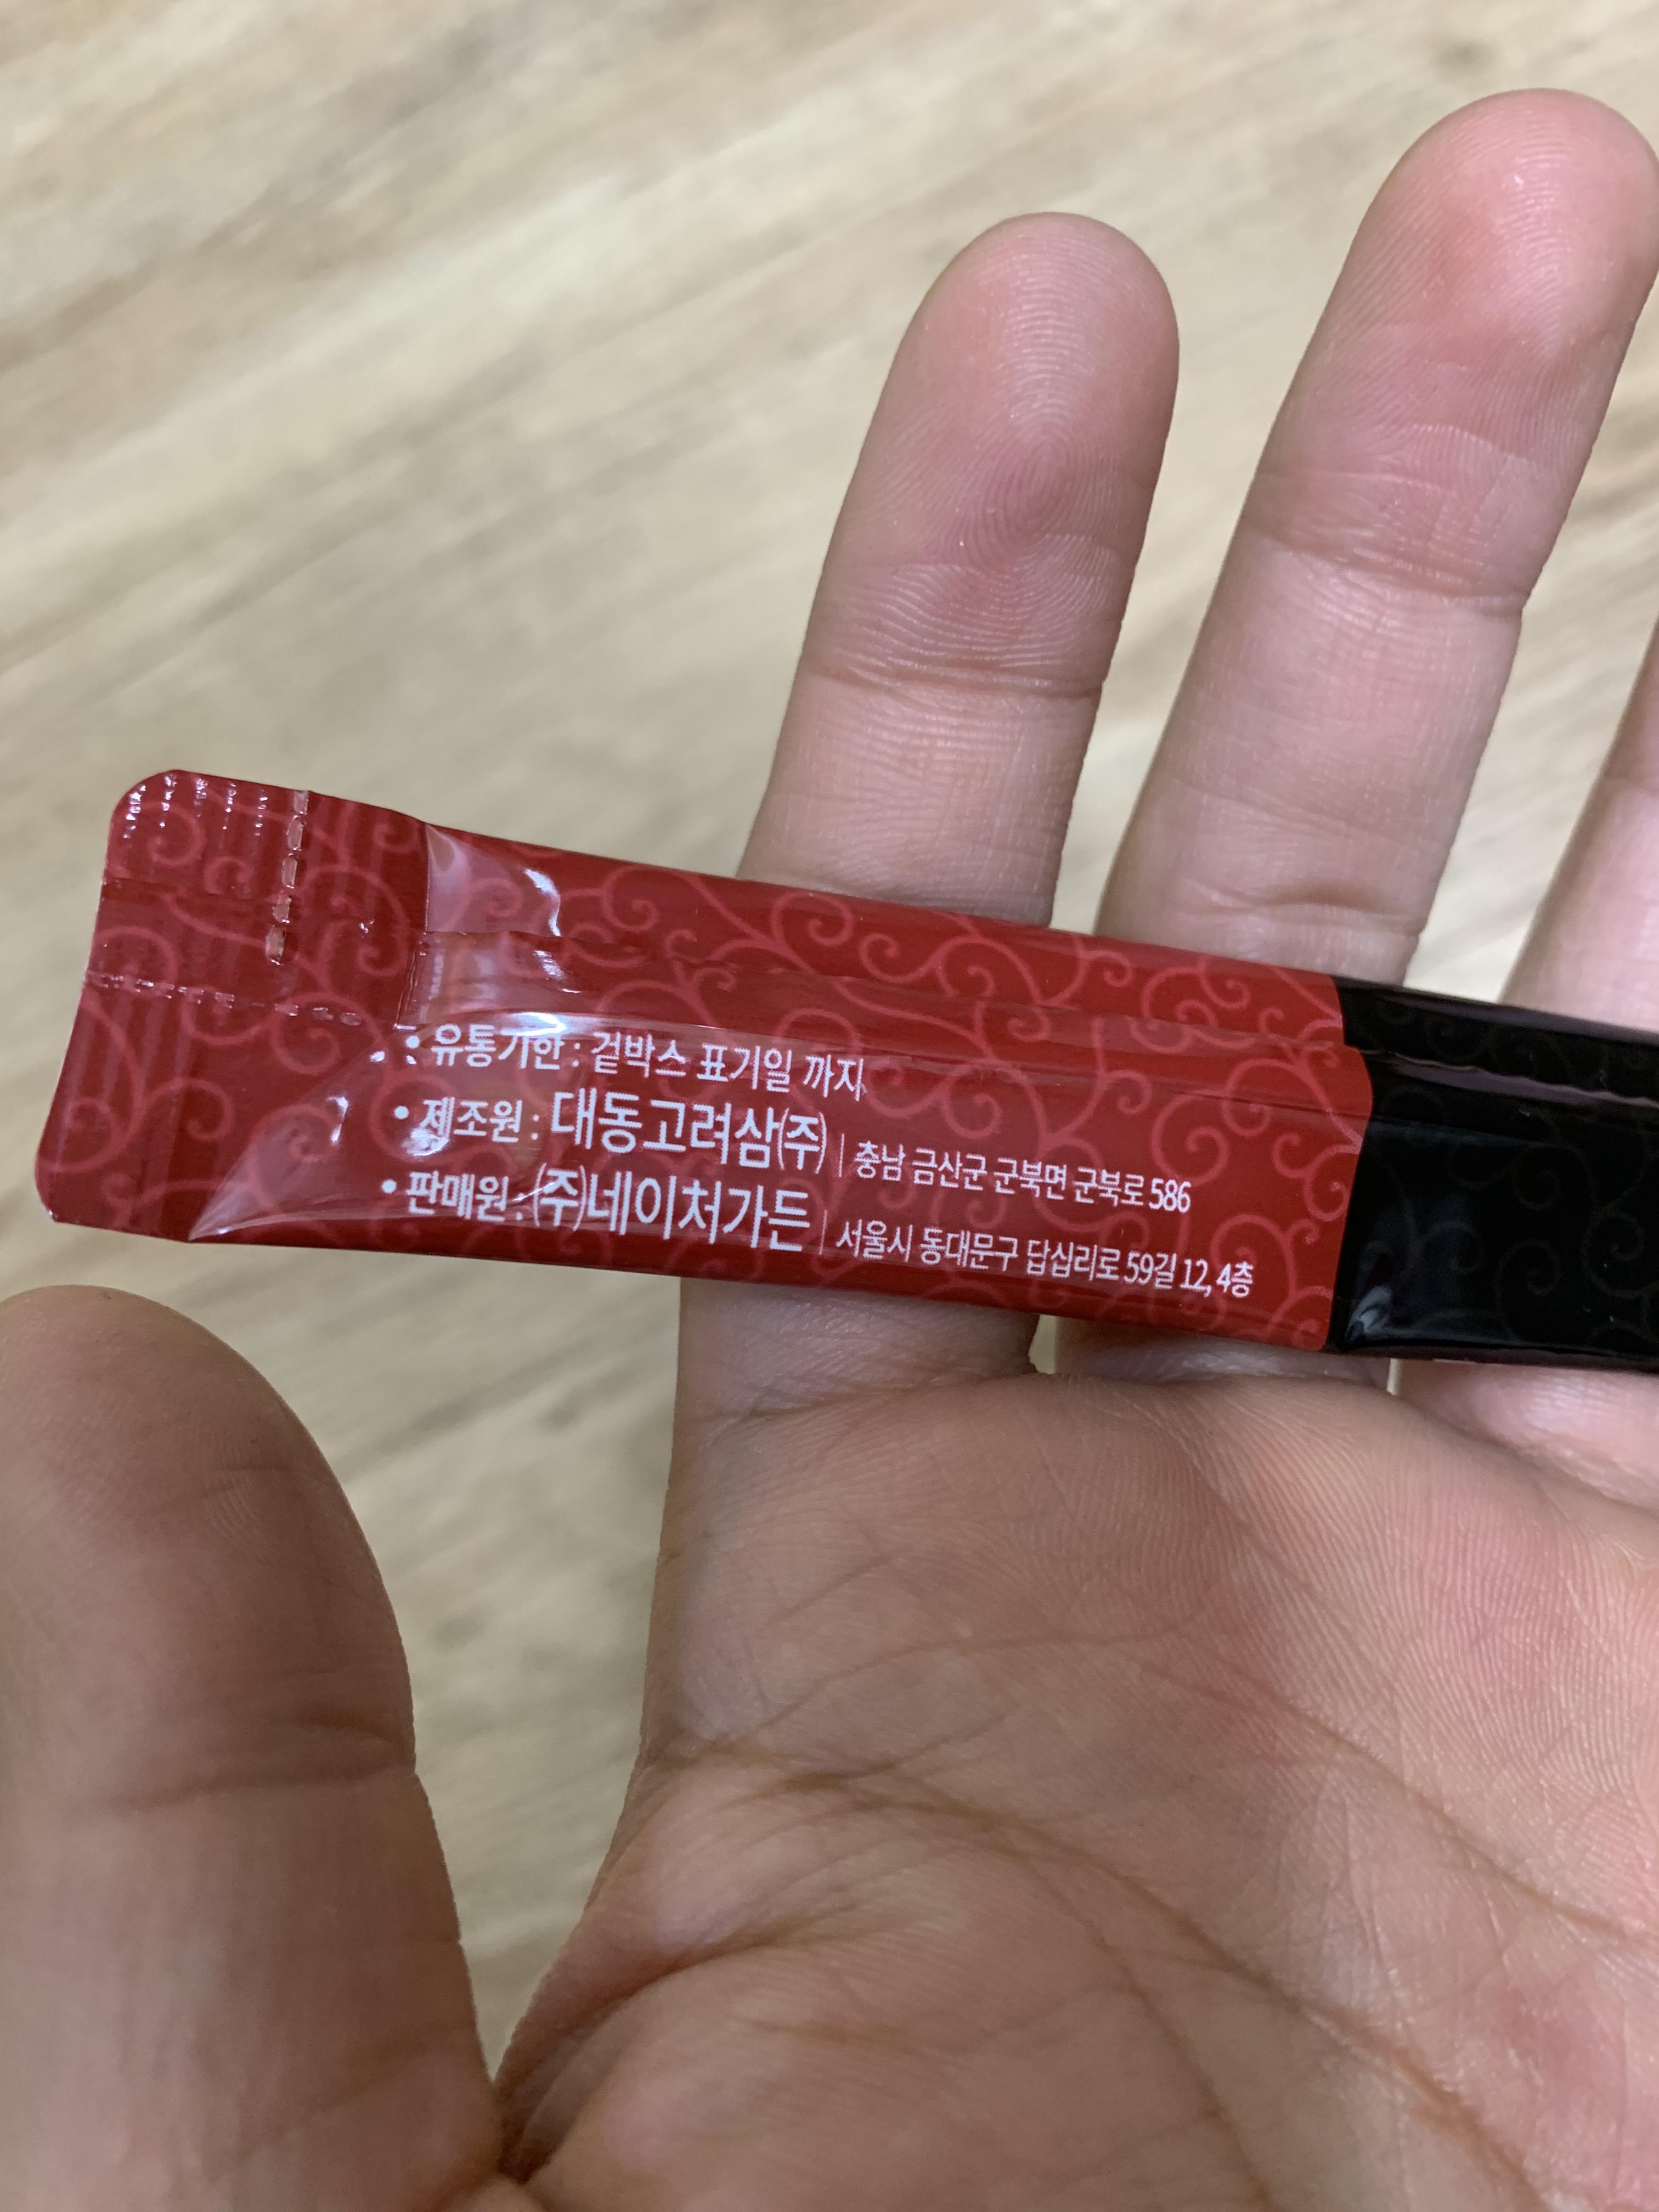 • 유통기한 : 겉박스 표기일 까지
• 제조원 : 대동고려삼㈜ | 충남 금산군 군북면 군북로 586
• 판매원 : ㈜네이처가든 | 서울시 동대문구 답십리로 59길 12, 4층